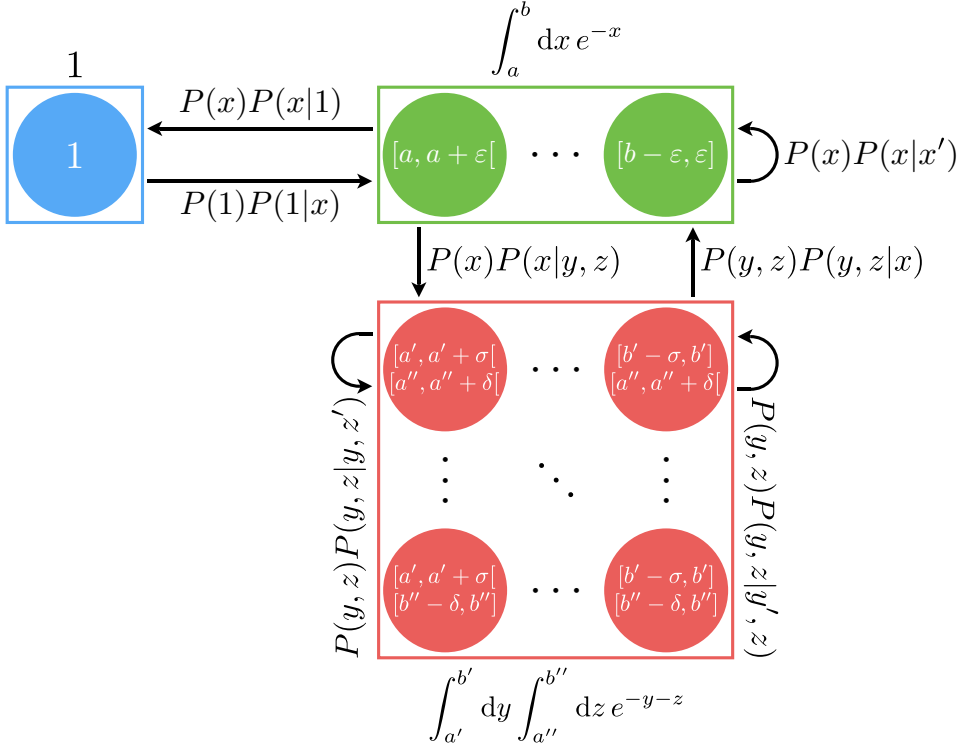 ∫_a^b dx e^{−x}
1
P(x)P(x|1)
1
[a, a + ε[
· · ·
[b − ε, ε]
P(x)P(x|x′)
P(1)P(1|x)
P(x)P(x|y, z)
P(y, z)P(y, z|x)
[a′, a′ + σ[
[a′′, a′′ + δ[
· · ·
[b′ − σ, b′]
[a′′, a′′ + δ[
P(y, z)P(y, z|y, z′)
P(y, z)P(y, z|y′, z)
[a′, a′ + σ[
[b′′ − δ, b′′]
· · ·
[b′ − σ, b′]
[b′′ − δ, b′′]
∫_{a′}^{b′} dy ∫_{a′′}^{b′′} dz e^{−y−z}